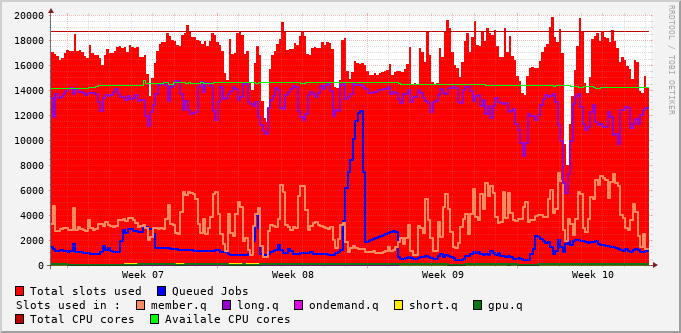 20000
18000
16000
14000
12000
10000
8000
6000
4000
2000
0
Week 07 Week 08 Week 09 Week 10
RRDTOOL / TOBI OETIKER
Total slots used Queued Jobs
Slots used in : member.q long.q ondemand.q short.q gpu.q
Total CPU cores Availale CPU cores